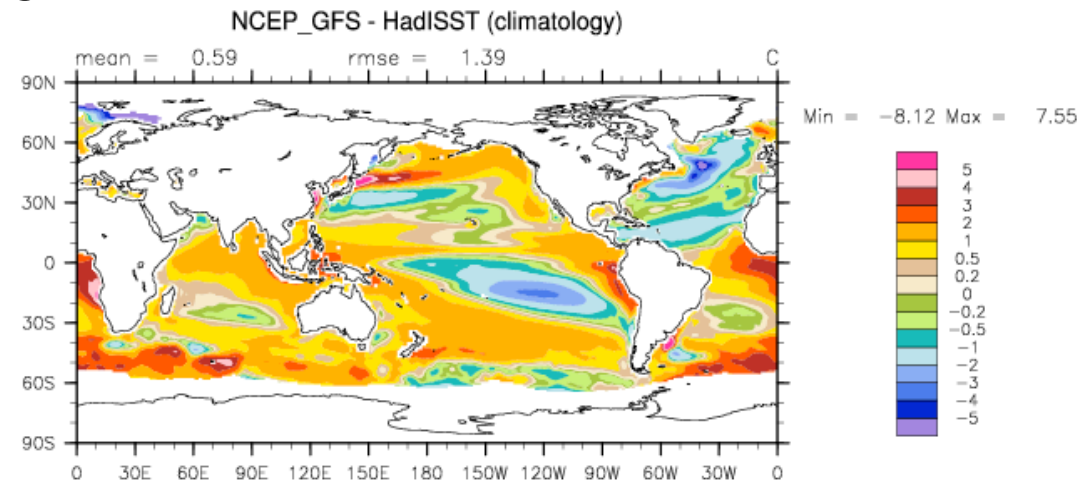 NCEP_GFS - HadISST (climatology)
mean = 0.59 rmse = 1.39 C
90N
60N
30N
0
30S
60S
90S
0 30E 60E 90E 120E 150E 180 150W 120W 90W 60W 30W 0
Min = -8.12 Max = 7.55
5
4
3
2
1
0.5
0.2
0
-0.2
-0.5
-1
-2
-3
-4
-5